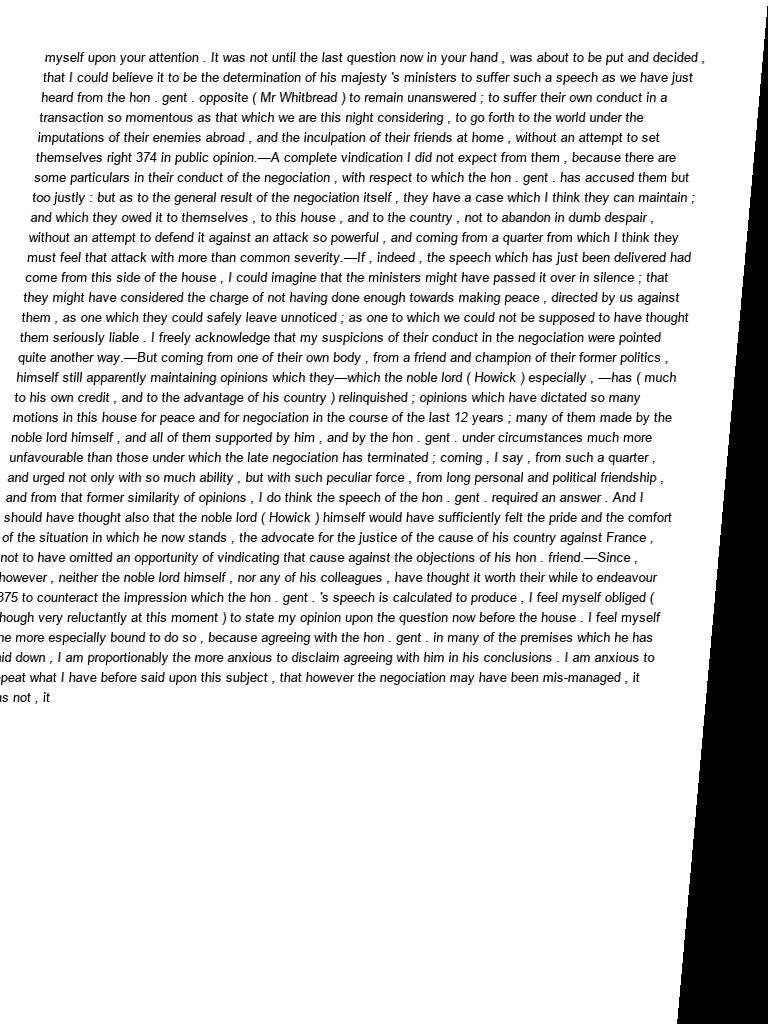 myself upon your attention . It was not until the last question now in your hand , was about to be put and decided ,
that I could believe it to be the determination of his majesty 's ministers to suffer such a speech as we have just
heard from the hon . gent . opposite ( Mr Whitbread ) to remain unanswered ; to suffer their own conduct in a
transaction so momentous as that which we are this night considering , to go forth to the world under the
imputations of their enemies abroad , and the inculpation of their friends at home , without an attempt to set
themselves right 374 in public opinion.—A complete vindication I did not expect from them , because there are
some particulars in their conduct of the negociation , with respect to which the hon . gent . has accused them but
too justly : but as to the general result of the negociation itself , they have a case which I think they can maintain ;
and which they owed it to themselves , to this house , and to the country , not to abandon in dumb despair ,
without an attempt to defend it against an attack so powerful , and coming from a quarter from which I think they
must feel that attack with more than common severity.—If , indeed , the speech which has just been delivered had
come from this side of the house , I could imagine that the ministers might have passed it over in silence ; that
they might have considered the charge of not having done enough towards making peace , directed by us against
them , as one which they could safely leave unnoticed ; as one to which we could not be supposed to have thought
them seriously liable . I freely acknowledge that my suspicions of their conduct in the negociation were pointed
quite another way.—But coming from one of their own body , from a friend and champion of their former politics ,
himself still apparently maintaining opinions which they—which the noble lord ( Howick ) especially , —has ( much
to his own credit , and to the advantage of his country ) relinquished ; opinions which have dictated so many
motions in this house for peace and for negociation in the course of the last 12 years ; many of them made by the
noble lord himself , and all of them supported by him , and by the hon . gent . under circumstances much more
unfavourable than those under which the late negociation has terminated ; coming , I say , from such a quarter ,
and urged not only with so much ability , but with such peculiar force , from long personal and political friendship ,
and from that former similarity of opinions , I do think the speech of the hon . gent . required an answer . And I
should have thought also that the noble lord ( Howick ) himself would have sufficiently felt the pride and the comfort
of the situation in which he now stands , the advocate for the justice of the cause of his country against France ,
not to have omitted an opportunity of vindicating that cause against the objections of his hon . friend.—Since ,
however , neither the noble lord himself , nor any of his colleagues , have thought it worth their while to endeavour
375 to counteract the impression which the hon . gent . 's speech is calculated to produce , I feel myself obliged (
though very reluctantly at this moment ) to state my opinion upon the question now before the house . I feel myself
the more especially bound to do so , because agreeing with the hon . gent . in many of the premises which he has
laid down , I am proportionably the more anxious to disclaim agreeing with him in his conclusions . I am anxious to
repeat what I have before said upon this subject , that however the negociation may have been mis-managed , it
was not , it